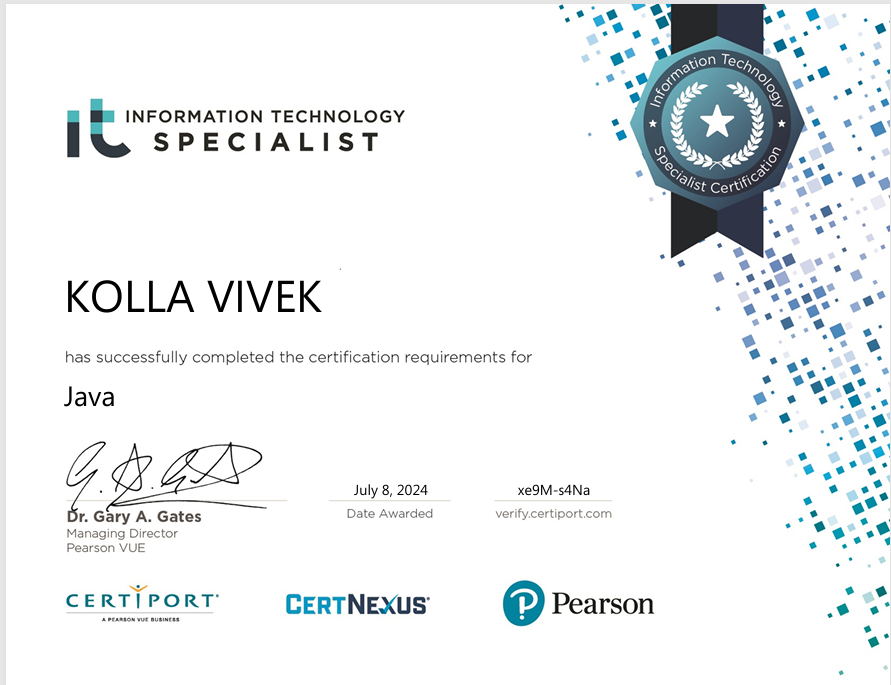 it INFORMATION TECHNOLOGY
SPECIALIST
Information Technology
Specialist Certification
KOLLA VIVEK
has successfully completed the certification requirements for
Java
Dr. Gary A. Gates
Managing Director
Pearson VUE
July 8, 2024
Date Awarded
xe9M-s4Na
verify.certiport.com
CERTIPORT
A PEARSON VUE BUSINESS
CERTNEXUS
P Pearson